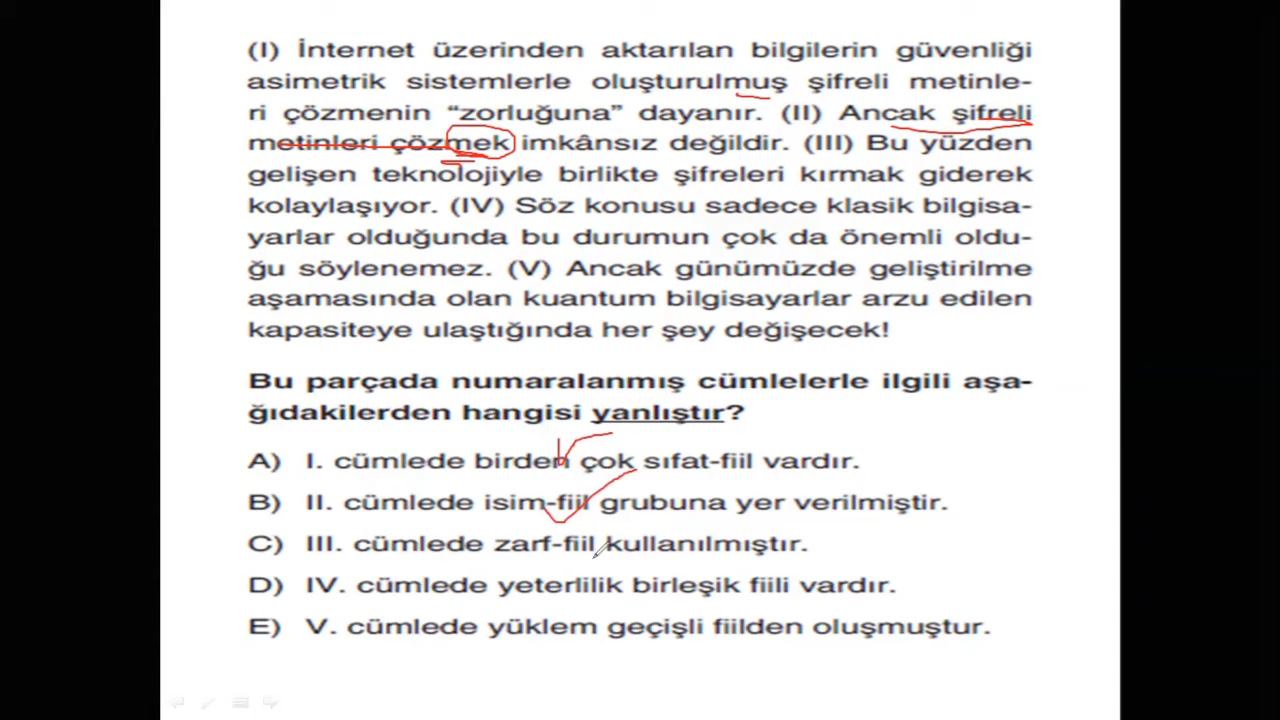 (I) İnternet üzerinden aktarılan bilgilerin güvenliği
asimetrik sistemlerle oluşturulmuş şifreli metinle-
ri çözmenin “zorluğuna” dayanır. (II) Ancak şifreli
metinleri çözmek imkânsız değildir. (III) Bu yüzden
gelişen teknolojiyle birlikte şifreleri kırmak giderek
kolaylaşıyor. (IV) Söz konusu sadece klasik bilgisa-
yarlar olduğunda bu durumun çok da önemli oldu-
ğu söylenemez. (V) Ancak günümüzde geliştirilme
aşamasında olan kuantum bilgisayarlar arzu edilen
kapasiteye ulaştığında her şey değişecek!
Bu parçada numaralanmış cümlelerle ilgili aşa-
ğıdakilerden hangisi yanlıştır?
A) I. cümlede birden çok sıfat-fiil vardır.
B) II. cümlede isim-fiil grubuna yer verilmiştir.
C) III. cümlede zarf-fiil kullanılmıştır.
D) IV. cümlede yeterlilik birleşik fiili vardır.
E) V. cümlede yüklem geçişli fiilden oluşmuştur.